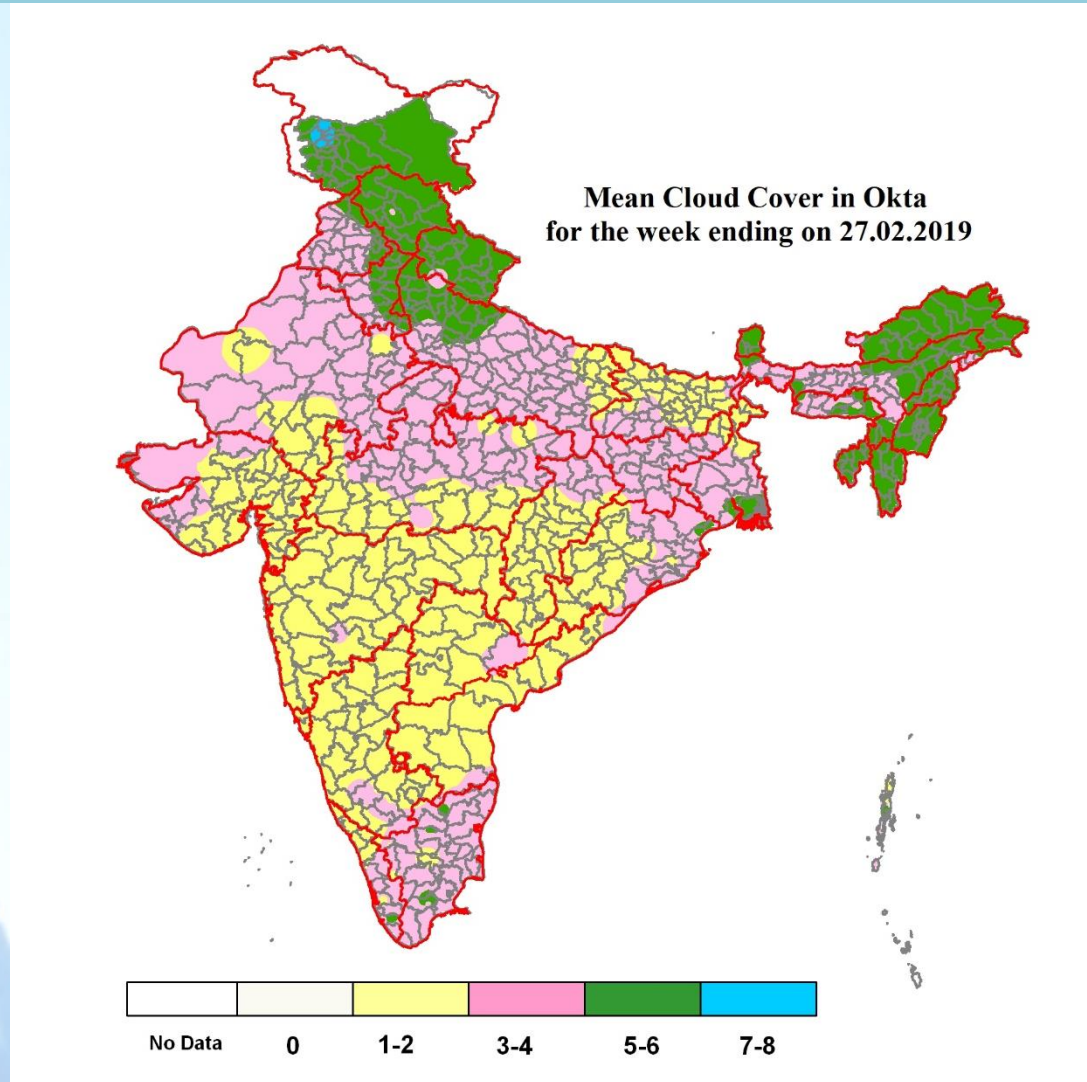 Mean Cloud Cover in Okta
for the week ending on 27.02.2019
No Data 0 1-2 3-4 5-6 7-8